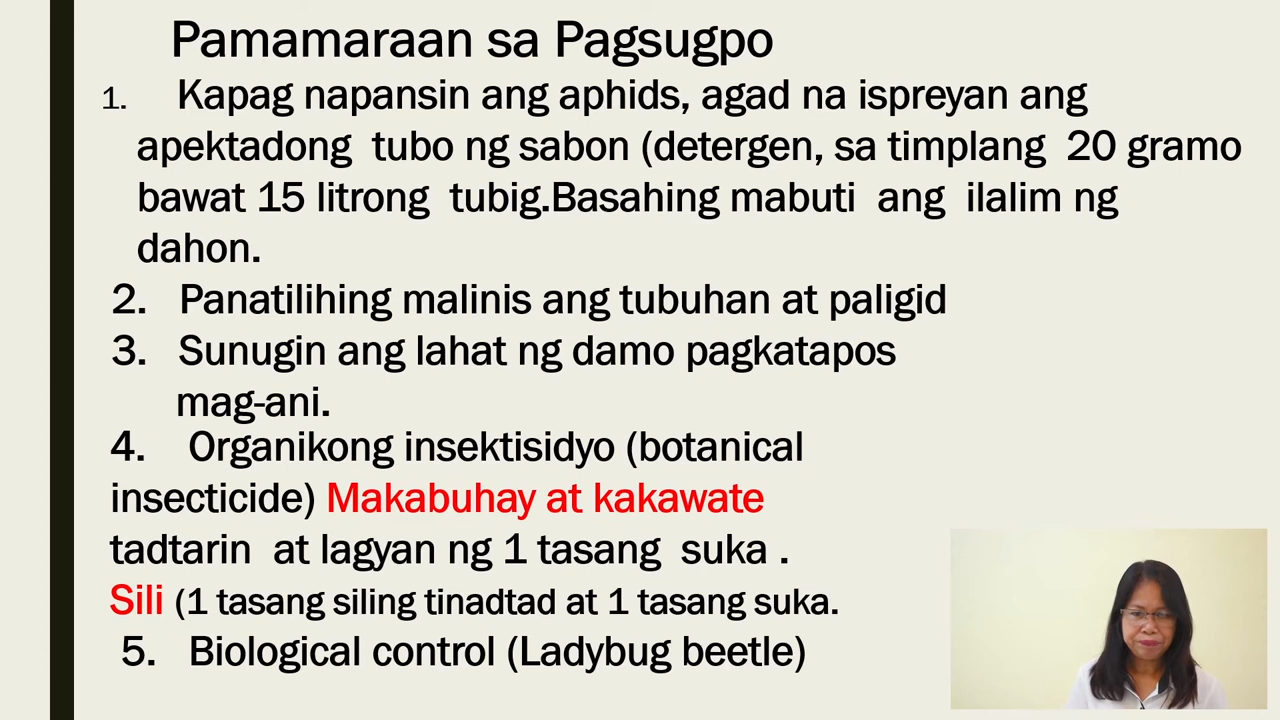 Pamamaraan sa Pagsugpo
1. Kapag napansin ang aphids, agad na ispreyan ang
apektadong tubo ng sabon (detergen, sa timplang 20 gramo
bawat 15 litrong tubig.Basahing mabuti ang ilalim ng
dahon.
2. Panatilihing malinis ang tubuhan at paligid
3. Sunugin ang lahat ng damo pagkatapos
mag-ani.
4. Organikong insektisidyo (botanical
insecticide) Makabuhay at kakawate
tadtarin at lagyan ng 1 tasang suka .
Sili (1 tasang siling tinadtad at 1 tasang suka.
5. Biological control (Ladybug beetle)